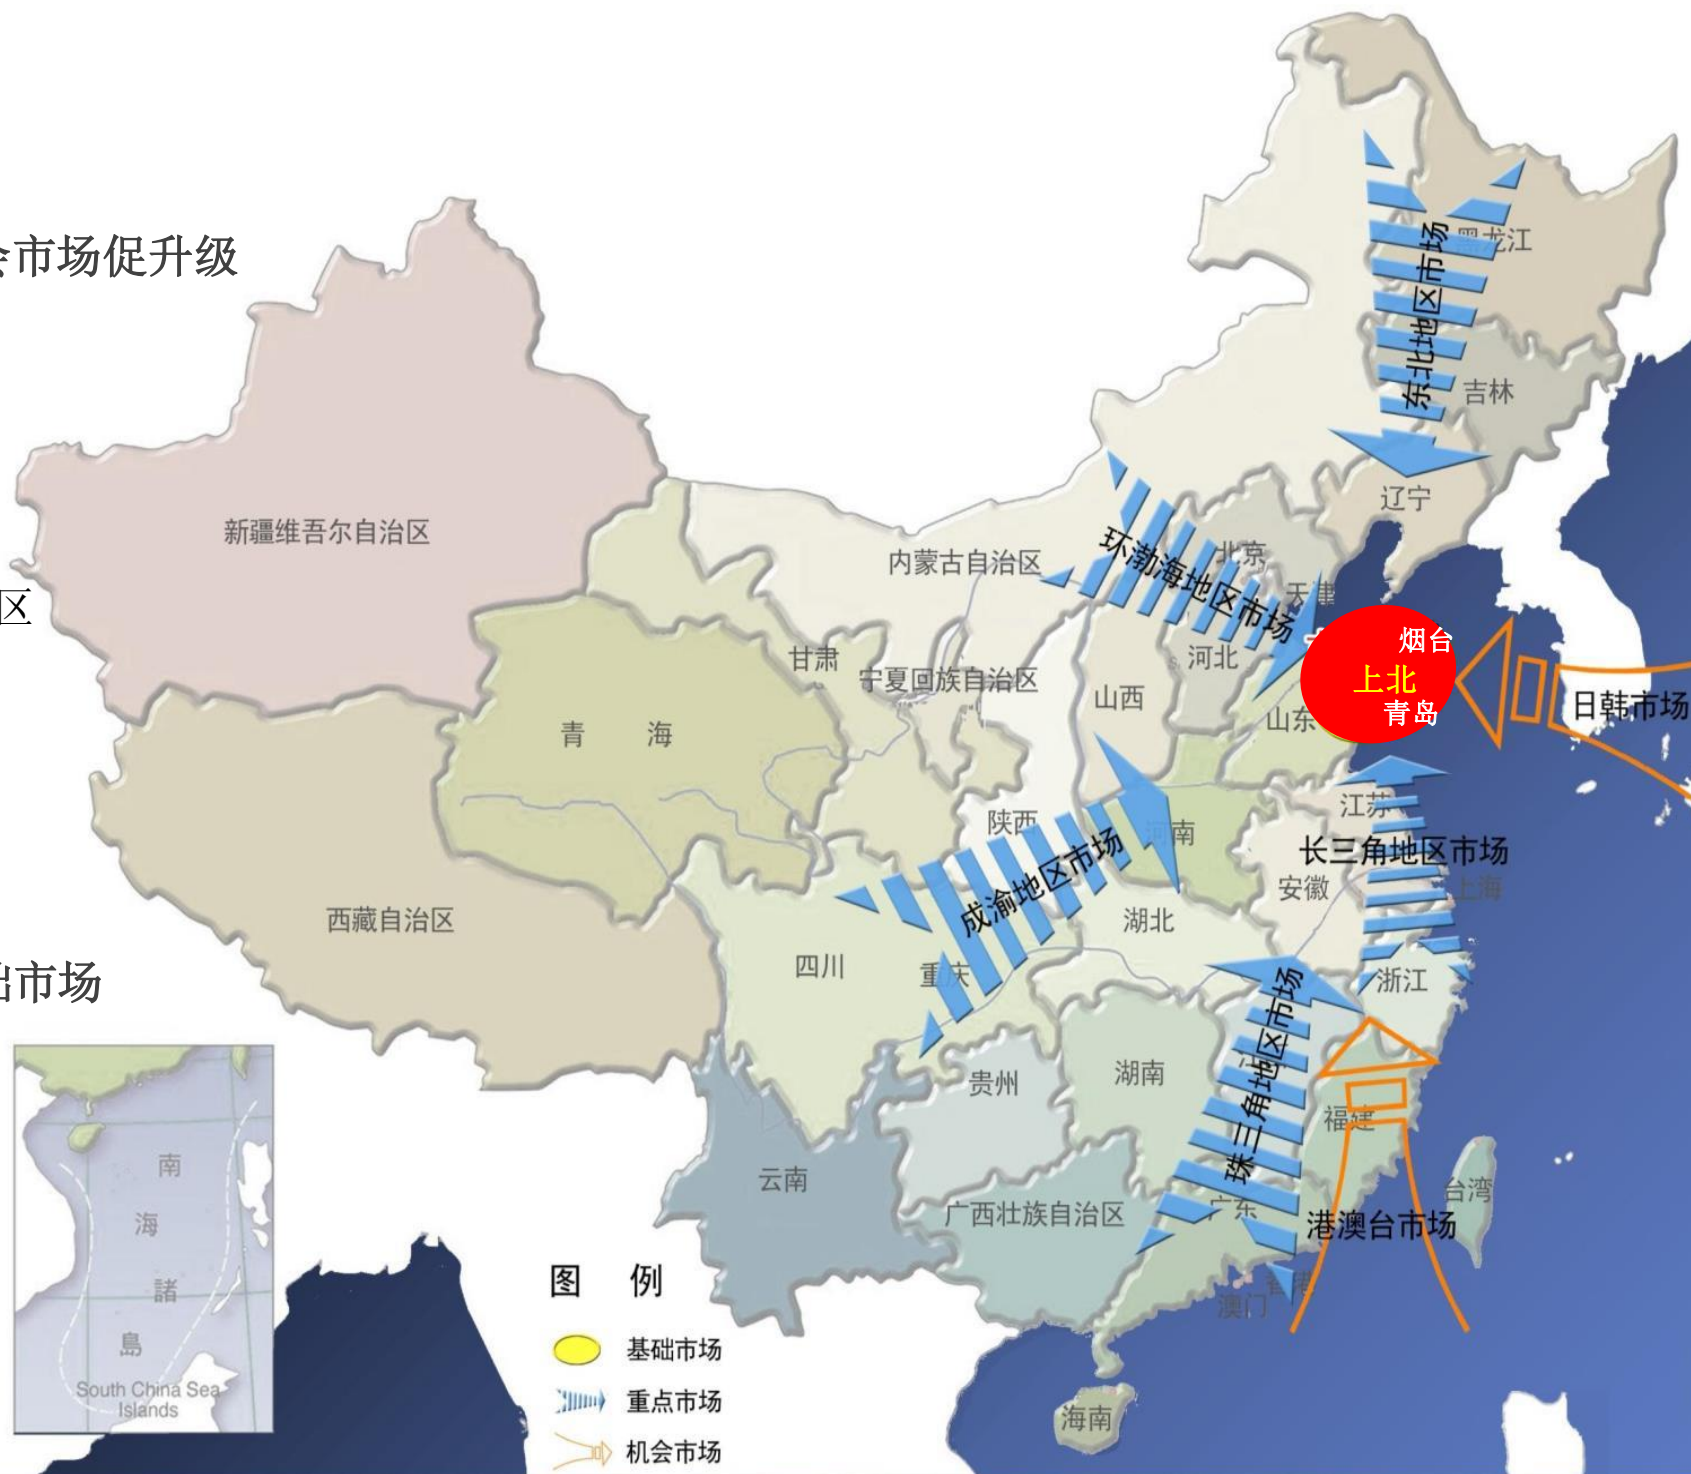 会市场促升级
区
础市场
黑龙江
东北地区市场
吉林
辽宁
新疆维吾尔自治区
内蒙古自治区
环渤海地区市场
北京
天津
烟台
上北
青岛
甘肃
宁夏回族自治区
山西
河北
山东
日韩市场
青 海
陕西
河南
江苏
长三角地区市场
成渝地区市场
安徽
上海
西藏自治区
湖北
四川
重庆
浙江
珠三角地区市场
贵州
湖南
福建
云南
广西壮族自治区
广东
台湾
港澳台市场
香港
澳门
海南
南
海
諸
島
South China Sea
Islands
图 例
基础市场
重点市场
机会市场